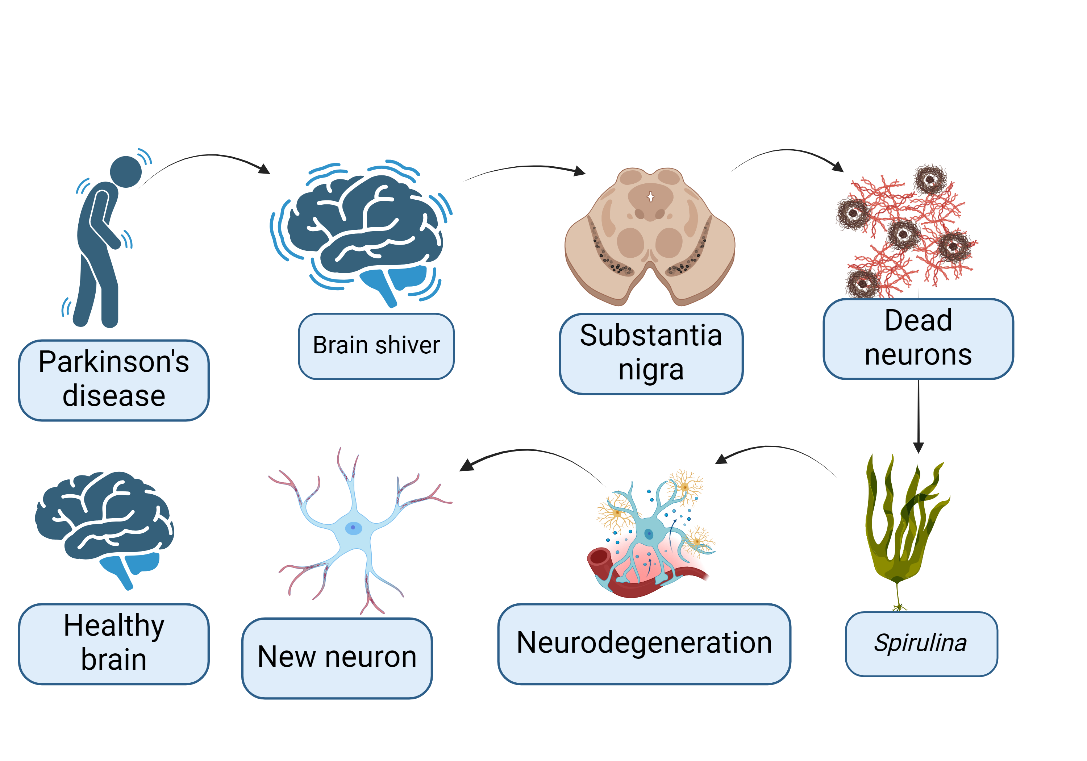 Parkinson's
disease
Brain shiver
Substantia
nigra
Dead
neurons
Healthy
brain
New neuron
Neurodegeneration
Spirulina